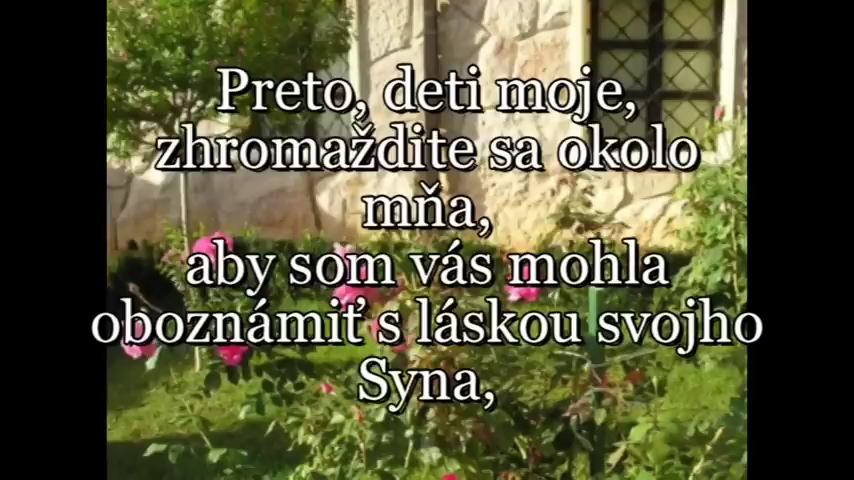 Preto, deti moje,
zhromaždite sa okolo
mňa,
aby som vás mohla
oboznámiť s láskou svojho
Syna,